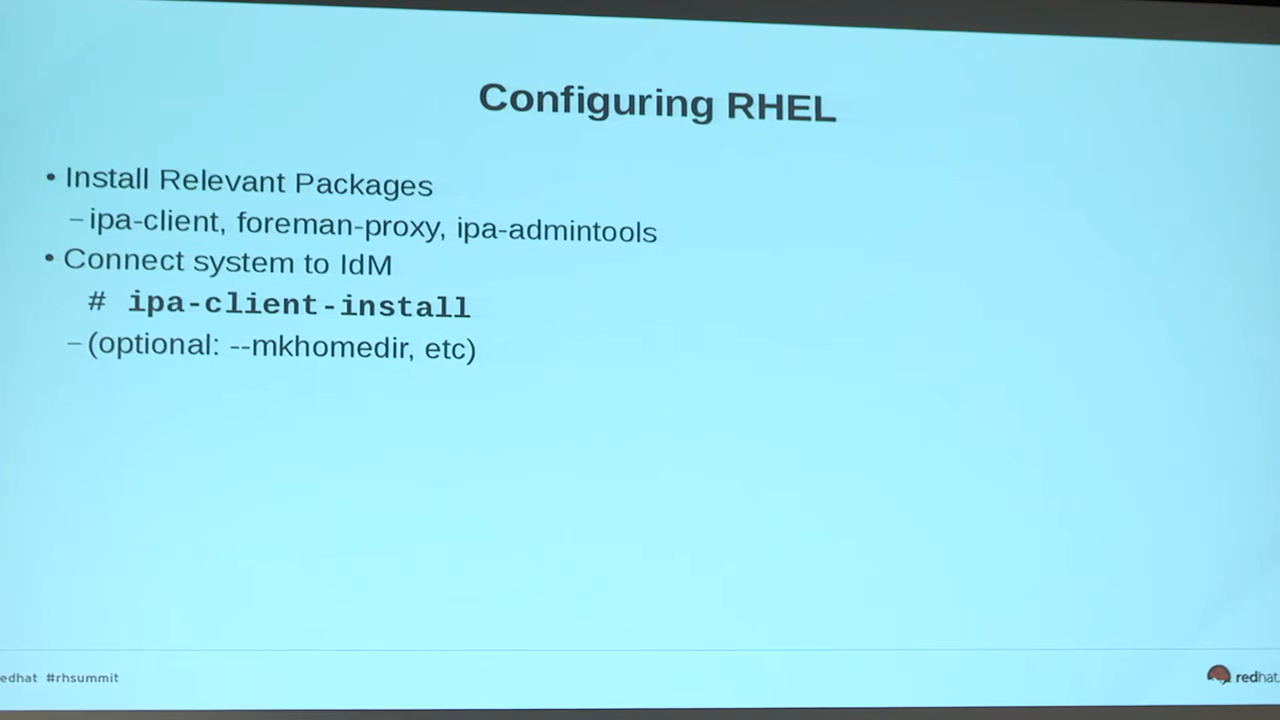 Configuring RHEL
• Install Relevant Packages
– ipa-client, foreman-proxy, ipa-admintools
• Connect system to IdM
# ipa-client-install
– (optional: --mkhomedir, etc)
edhat #rhsummit
redhat.